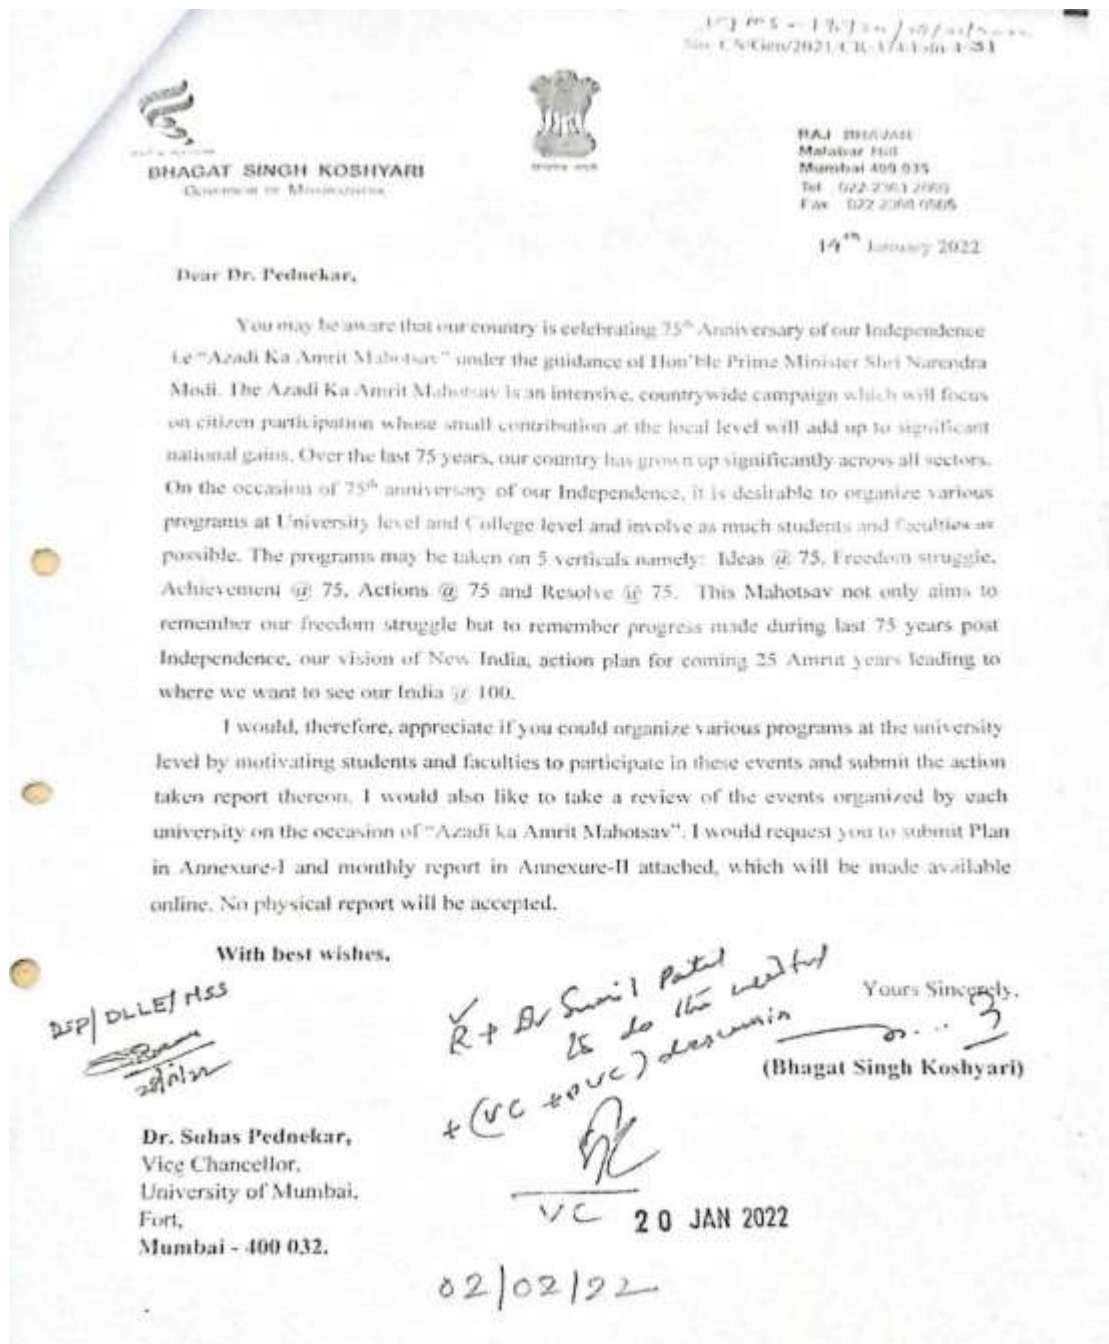 BHAGAT SINGH KOSHYARI
GOVERNOR OF MAHARASHTRA
RAJ BHAVAN
Malabar Hill
Mumbai 400 035
Tel
Fax
14th January 2022
Dear Dr. Pednekar,
You may be aware that our country is celebrating 75th Anniversary of our Independence
i.e "Azadi Ka Amrit Mahotsav" under the guidance of Hon'ble Prime Minister Shri Narendra
Modi. The Azadi Ka Amrit Mahotsav is an intensive, countrywide campaign which will focus
on citizen participation whose small contribution at the local level will add up to significant
national gains. Over the last 75 years, our country has grown up significantly across all sectors.
On the occasion of 75th anniversary of our Independence, it is desirable to organize various
programs at University level and College level and involve as much students and faculties as
possible. The programs may be taken on 5 verticals namely: Ideas @ 75, Freedom struggle,
Achievement @ 75, Actions @ 75 and Resolve @ 75. This Mahotsav not only aims to
remember our freedom struggle but to remember progress made during last 75 years post
Independence, our vision of New India, action plan for coming 25 Amrut years leading to
where we want to see our India @ 100.
I would, therefore, appreciate if you could organize various programs at the university
level by motivating students and faculties to participate in these events and submit the action
taken report thereon. I would also like to take a review of the events organized by each
university on the occasion of "Azadi ka Amrit Mahotsav". I would request you to submit Plan
in Annexure-I and monthly report in Annexure-II attached, which will be made available
online. No physical report will be accepted.
With best wishes,
DLLE/NSS
R + Dr Sunil Patil
to do the needful
Yours Sincerely,
(Bhagat Singh Koshyari)
Dr. Suhas Pednekar,
Vice Chancellor,
University of Mumbai,
Fort,
Mumbai - 400 032.
VC
20 JAN 2022
02/02/22